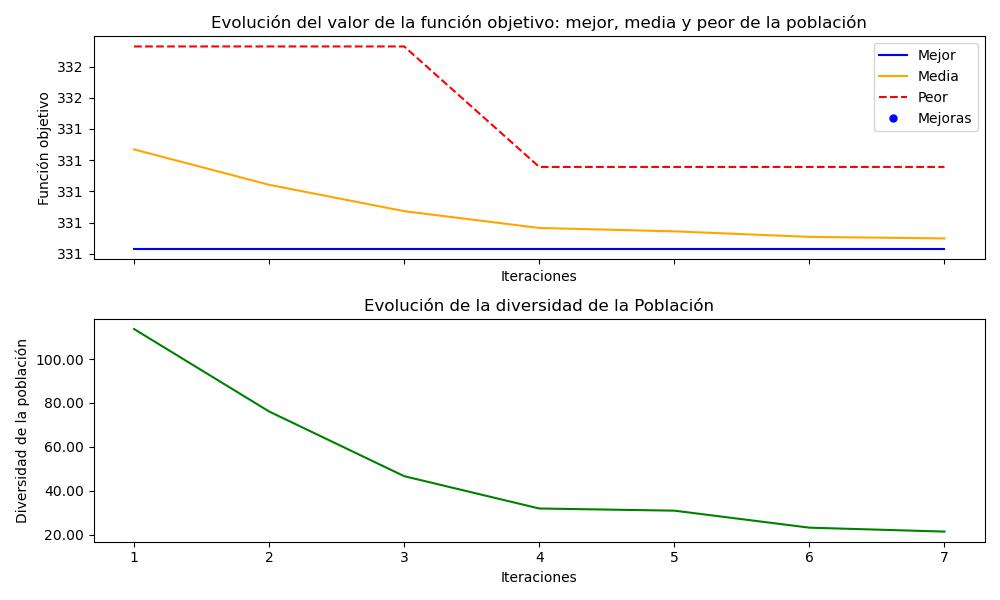 Evolución del valor de la función objetivo: mejor, media y peor de la población
Función objetivo
332
332
331
331
331
331
331
Mejor
Media
Peor
Mejoras
Iteraciones
Evolución de la diversidad de la Población
Diversidad de la población
100.00
80.00
60.00
40.00
20.00
1 2 3 4 5 6 7
Iteraciones